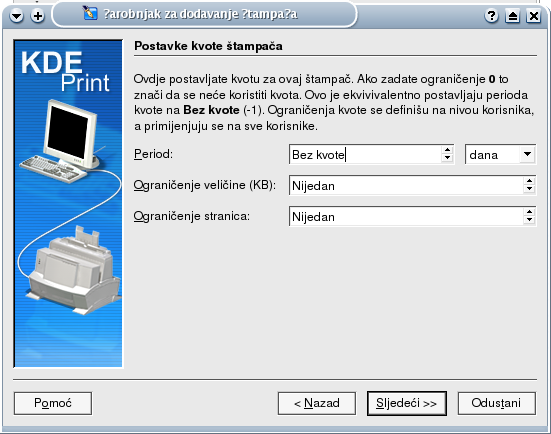 ?arobnjak za dodavanje ?tampa?a
KDE
Print
Postavke kvote štampača
Ovdje postavljate kvotu za ovaj štampač. Ako zadate ograničenje 0 to
znači da se neće koristiti kvota. Ovo je ekvivivalentno postavljaju perioda
kvote na Bez kvote (-1). Ograničenja kvote se definišu na nivou korisnika,
a primijenjuju se na sve korisnike.
Period: Bez kvote dana
Ograničenje veličine (KB): Nijedan
Ograničenje stranica: Nijedan
Pomoć < Nazad Sljedeći >> Odustani